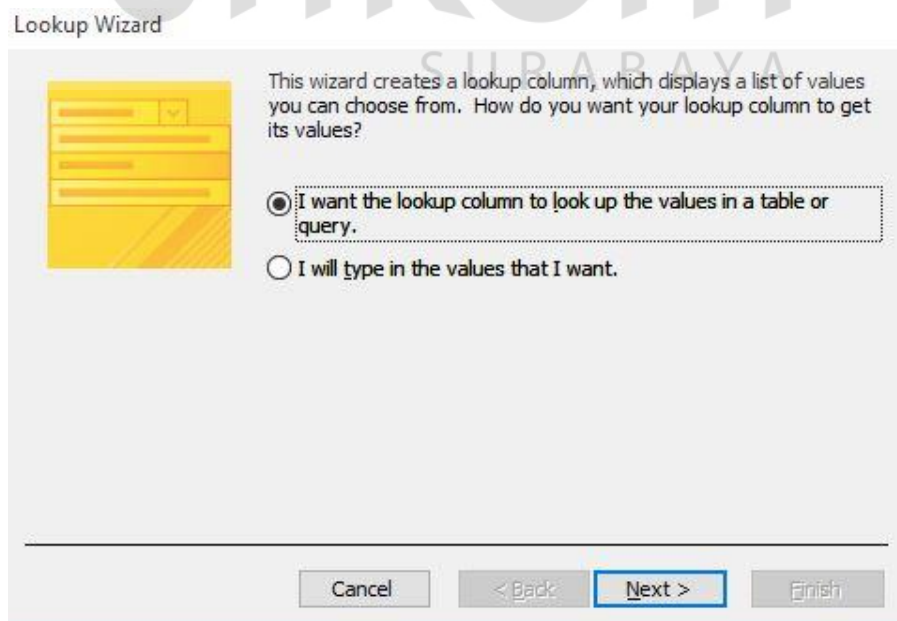 Lookup Wizard
SURABAYA
This wizard creates a lookup column, which displays a list of values
you can choose from. How do you want your lookup column to get
its values?
I want the lookup column to look up the values in a table or
query.
I will type in the values that I want.
Cancel
< Back
Next >
Finish